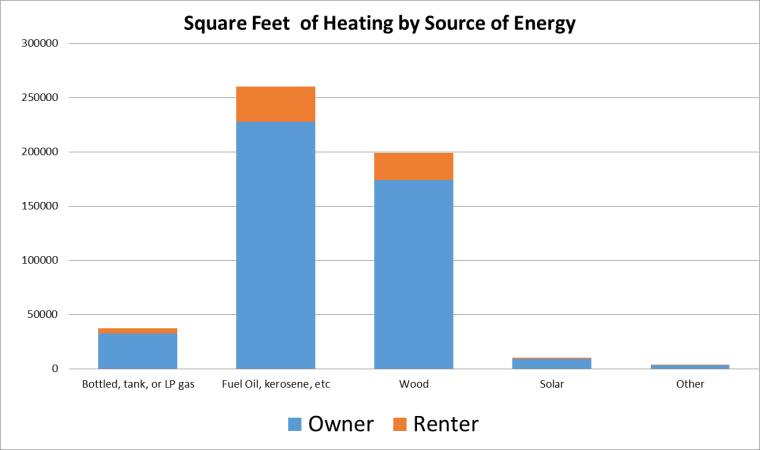 Square Feet  of Heating by Source of Energy
300000
250000
200000
150000
100000
50000
0
Bottled, tank, or LP gas
Fuel Oil, kerosene, etc
Wood
Solar
Other
Owner
Renter